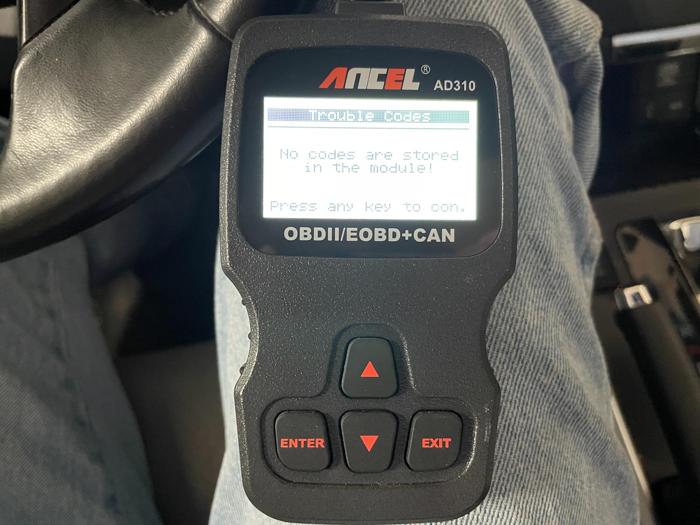 ANCEL®
AD310
Trouble Codes
No codes are stored
in the module!
Press any key to con.
OBDII/EOBD+CAN
ENTER
EXIT